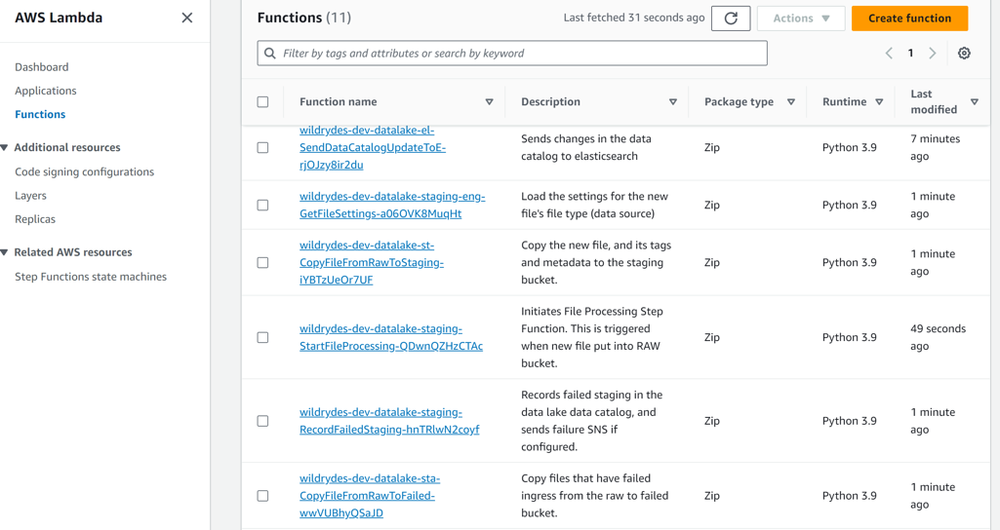 AWS Lambda
Dashboard
Applications
Functions
Additional resources
Code signing configurations
Layers
Replicas
Related AWS resources
Step Functions state machines
Functions (11)
Last fetched 31 seconds ago
Actions
Create function
Filter by tags and attributes or search by keyword
1
Function name
Description
Package type
Runtime
Last
modified
wildrydes-dev-datalake-el-
SendDataCatalogUpdateToE-
rjOJzy8ir2du
Sends changes in the data
catalog to elasticsearch
Zip
Python 3.9
7 minutes
ago
wildrydes-dev-datalake-staging-eng-
GetFileSettings-a06OVK8MuqHt
Load the settings for the new
file's file type (data source)
Zip
Python 3.9
1 minute
ago
wildrydes-dev-datalake-st-
CopyFileFromRawToStaging-
iYBTzUeOr7UF
Copy the new file, and its tags
and metadata to the staging
bucket.
Zip
Python 3.9
1 minute
ago
wildrydes-dev-datalake-staging-
StartFileProcessing-QDwnQZHzCTAc
Initiates File Processing Step
Function. This is triggered
when new file put into RAW
bucket.
Zip
Python 3.9
49 seconds
ago
wildrydes-dev-datalake-staging-
RecordFailedStaging-hnTRlwN2coyf
Records failed staging in the
data lake data catalog, and
sends failure SNS if
configured.
Zip
Python 3.9
1 minute
ago
wildrydes-dev-datalake-sta-
CopyFileFromRawToFailed-
wwVUBhyQSaJD
Copy files that have failed
ingress from the raw to failed
bucket.
Zip
Python 3.9
1 minute
ago